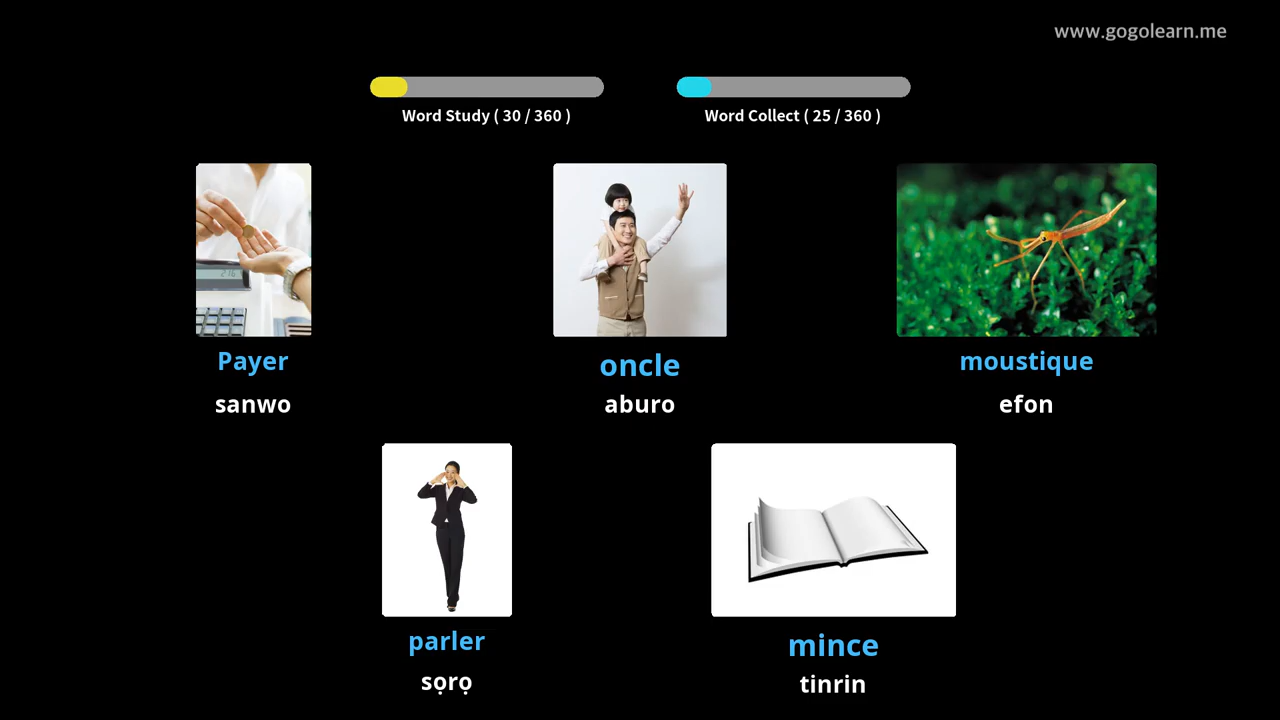 www.gogolearn.me
Word Study ( 30 / 360 )
Word Collect ( 25 / 360 )
Payer
oncle
moustique
sanwo
aburo
efon
parler
mince
sọrọ
tinrin